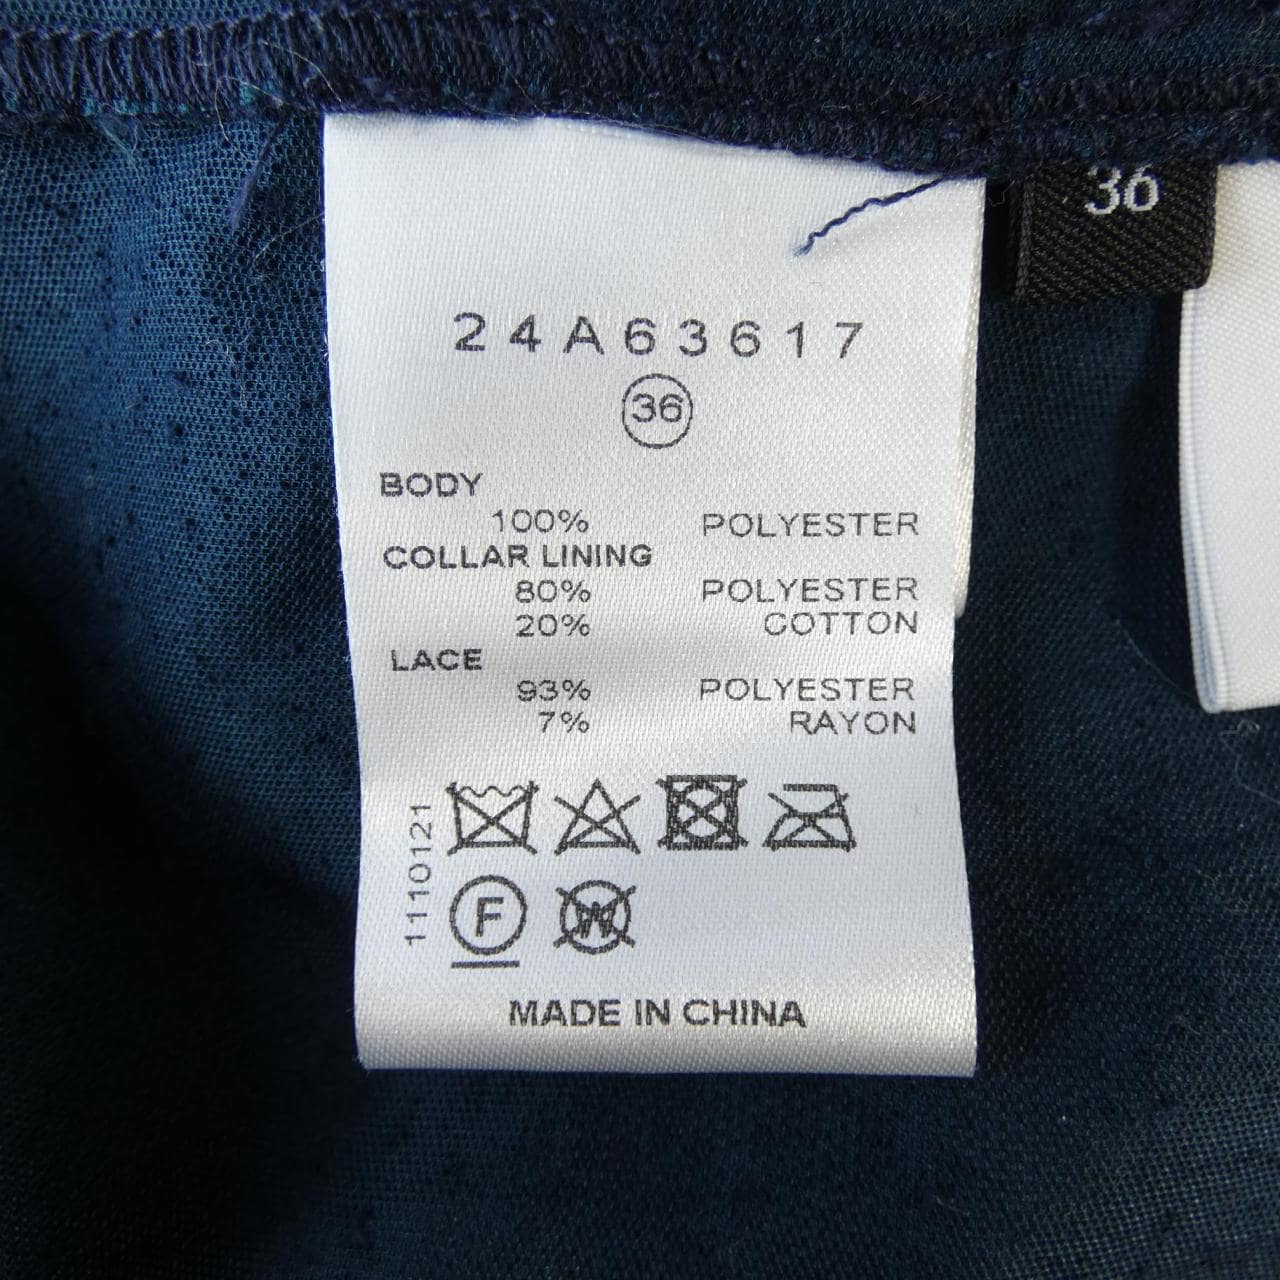 36
24A63617
36
BODY
100% POLYESTER
COLLAR LINING
80% POLYESTER
20% COTTON
LACE
93% POLYESTER
7% RAYON
1110121
F
W
MADE IN CHINA